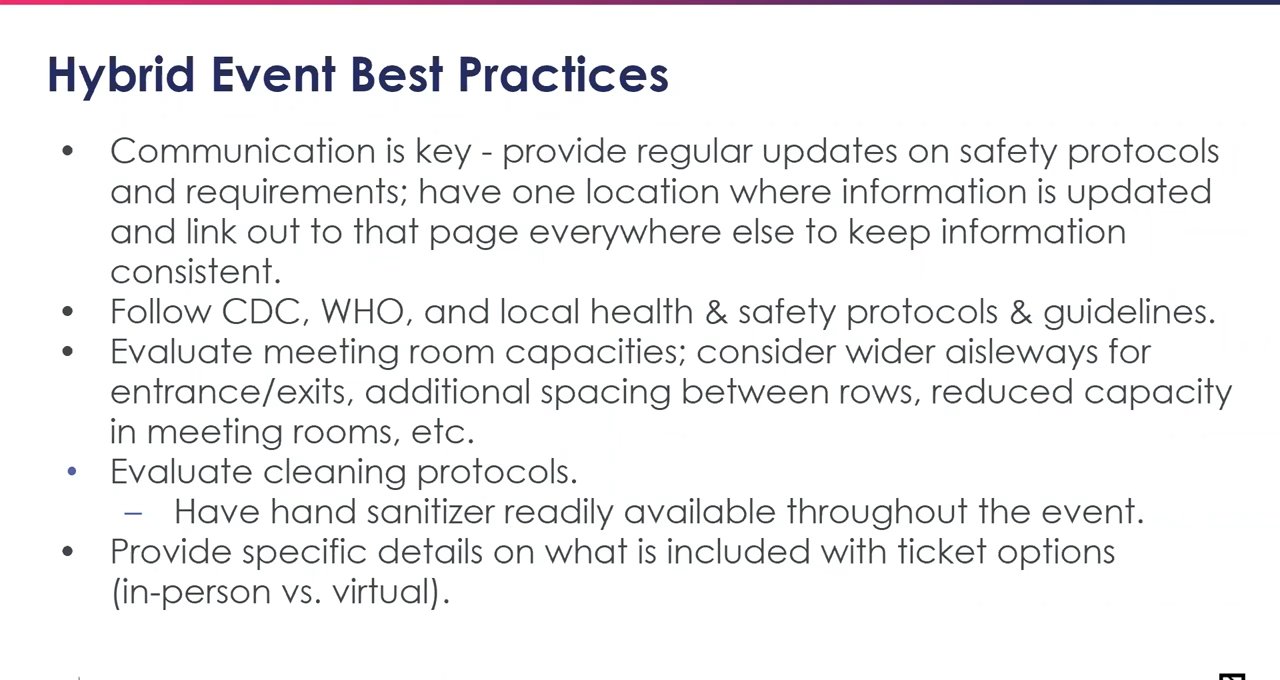 Hybrid Event Best Practices
• Communication is key - provide regular updates on safety protocols
and requirements; have one location where information is updated
and link out to that page everywhere else to keep information
consistent.
• Follow CDC, WHO, and local health & safety protocols & guidelines.
• Evaluate meeting room capacities; consider wider aisleways for
entrance/exits, additional spacing between rows, reduced capacity
in meeting rooms, etc.
• Evaluate cleaning protocols.
– Have hand sanitizer readily available throughout the event.
• Provide specific details on what is included with ticket options
(in-person vs. virtual).